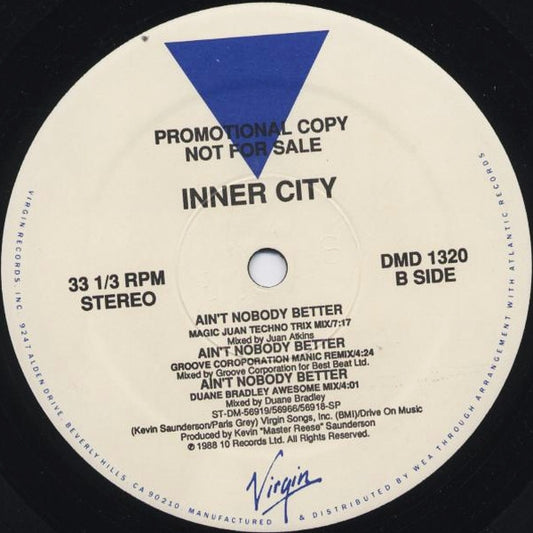 PROMOTIONAL COPY
NOT FOR SALE
INNER CITY
33 1/3 RPM
STEREO
DMD 1320
B SIDE
AIN'T NOBODY BETTER
MAGIC JUAN TECHNO TRIX MIX/7:17
Mixed by Juan Atkins
AIN'T NOBODY BETTER
GROOVE COROPORATION MANIC REMIX/4:24
Mixed by Groove Corporation for Best Beat Ltd.
AIN'T NOBODY BETTER
DUANE BRADLEY AWESOME MIX/4:01
Mixed by Duane Bradley
ST-DM-56919/56966/56918-SP
(Kevin Saunderson/Paris Grey) Virgin Songs, Inc. (BMI)/Drive On Music
Produced by Kevin "Master Reese" Saunderson
℗ 1988 10 Records Ltd. All Rights Reserved.
Virgin
VIRGIN RECORDS, INC. 9247 ALDEN DRIVE, BEVERLY HILLS, CA 90210 MANUFACTURED & DISTRIBUTED BY WEA THROUGH ARRANGEMENT WITH ATLANTIC RECORDS